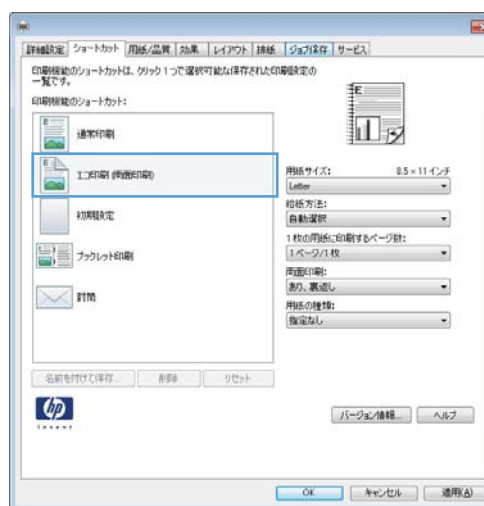 詳細設定 ショートカット 用紙/品質 効果 レイアウト 排紙 ジョブ保存 サービス
印刷機能のショートカットは、クリック 1 つで選択可能な保存された印刷設定の
一覧です。
印刷機能のショートカット:
通常印刷
エコ印刷 (両面印刷)
初期設定
ブックレット印刷
封筒
名前を付けて保存... 削除 リセット
E
用紙サイズ: 8.5 × 11 インチ
Letter
給紙方法:
自動選択
1 枚の用紙に印刷するページ数:
1 ページ/1 枚
両面印刷:
あり、裏返し
用紙の種類:
指定なし
hp
invent
バージョン情報... ヘルプ
OK キャンセル 適用(A)